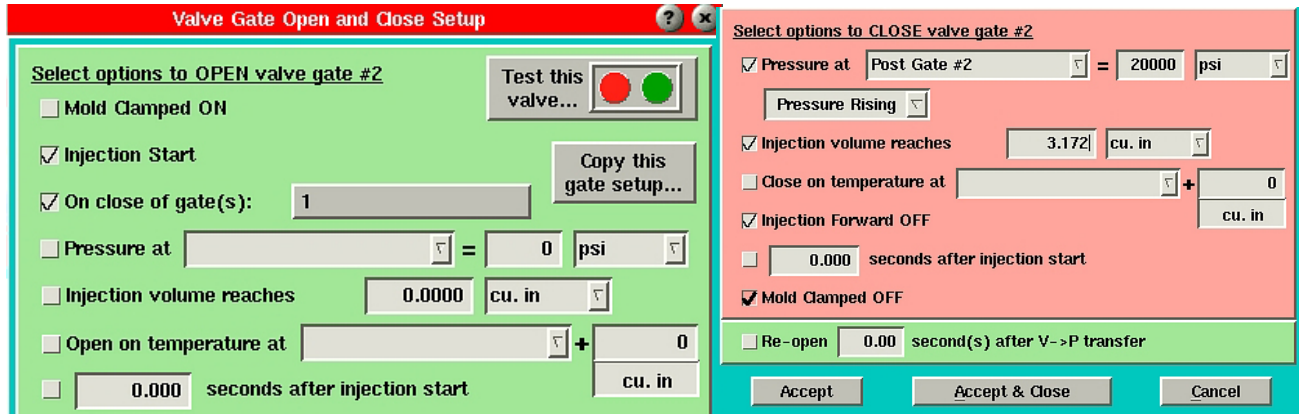 Valve Gate Open and Close Setup ? x
Select options to OPEN valve gate #2
Test this valve...
Mold Clamped ON
Injection Start
Copy this gate setup...
On close of gate(s): 1
Pressure at = 0 psi
Injection volume reaches 0.0000 cu. in
Open on temperature at + 0
cu. in
0.000 seconds after injection start
Select options to CLOSE valve gate #2
Pressure at Post Gate #2 = 20000 psi
Pressure Rising
Injection volume reaches 3.172 cu. in
Close on temperature at + 0
cu. in
Injection Forward OFF
0.000 seconds after injection start
Mold Clamped OFF
Re-open 0.00 second(s) after V->P transfer
Accept Accept & Close Cancel